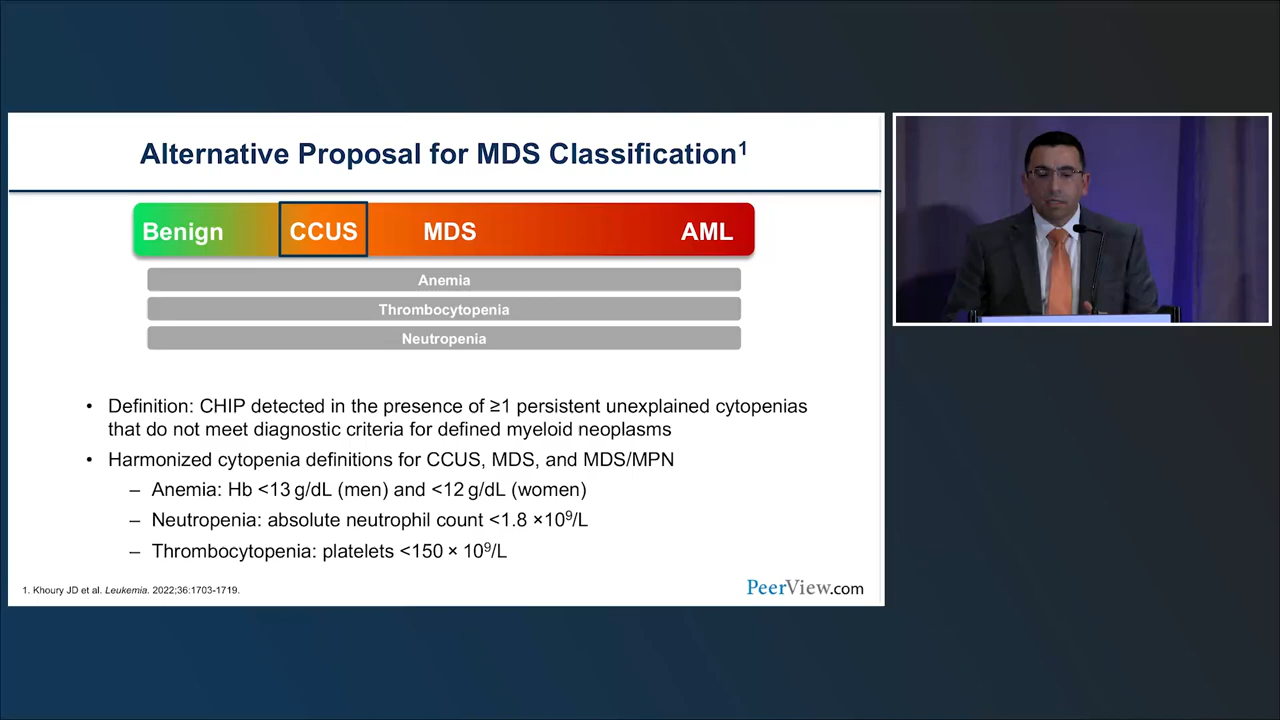 Alternative Proposal for MDS Classification¹
Benign CCUS MDS AML
Anemia
Thrombocytopenia
Neutropenia
• Definition: CHIP detected in the presence of ≥1 persistent unexplained cytopenias
that do not meet diagnostic criteria for defined myeloid neoplasms
• Harmonized cytopenia definitions for CCUS, MDS, and MDS/MPN
– Anemia: Hb <13 g/dL (men) and <12 g/dL (women)
– Neutropenia: absolute neutrophil count <1.8 ×10⁹/L
– Thrombocytopenia: platelets <150 × 10⁹/L
1. Khoury JD et al. Leukemia. 2022;36:1703-1719.
PeerView.com